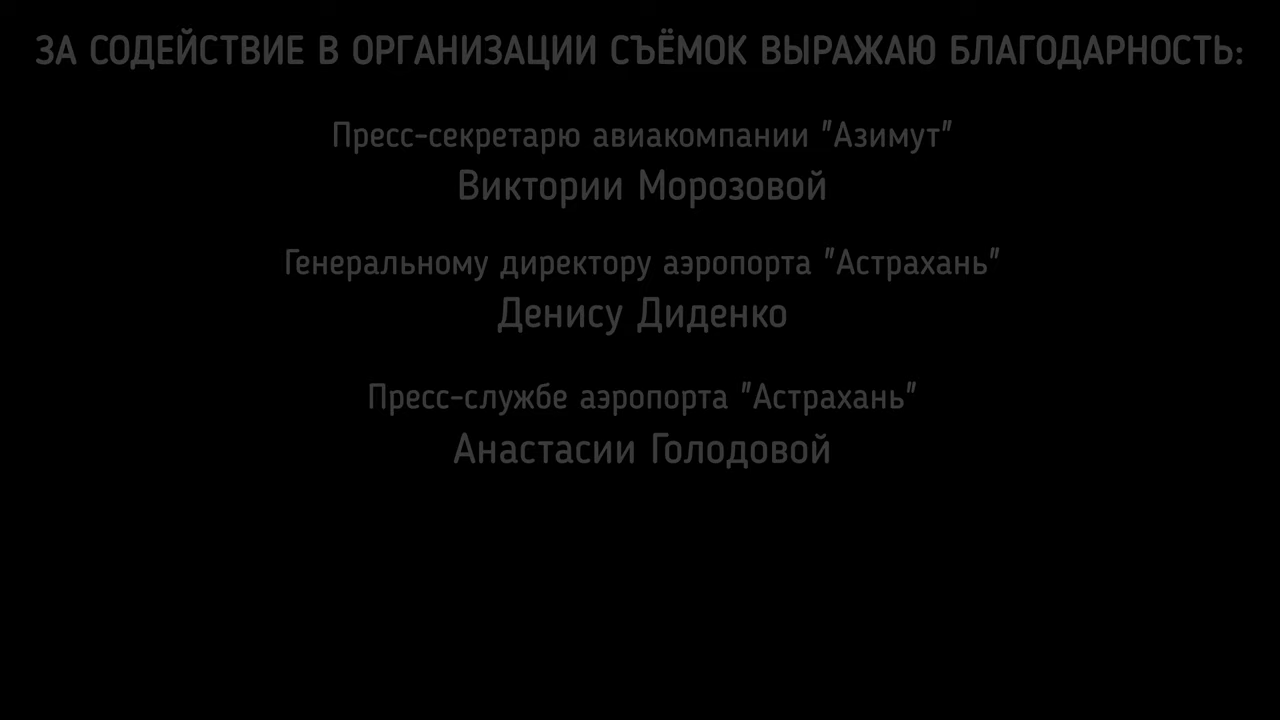 ЗА СОДЕЙСТВИЕ В ОРГАНИЗАЦИИ СЪЁМОК ВЫРАЖАЮ БЛАГОДАРНОСТЬ:
Пресс-секретарю авиакомпании "Азимут"
Виктории Морозовой
Генеральному директору аэропорта "Астрахань"
Денису Диденко
Пресс-службе аэропорта "Астрахань"
Анастасии Голодовой